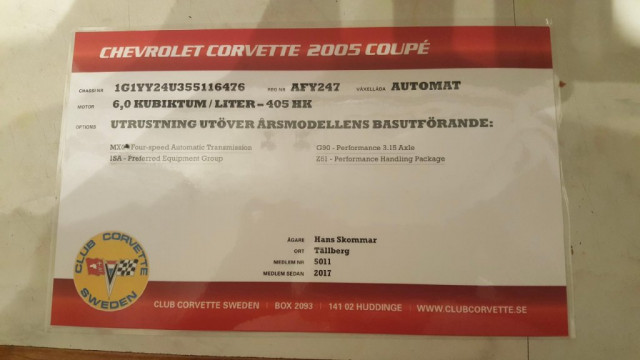 CHEVROLET CORVETTE 2005 COUPÉ
CHASSI NR 1G1YY24U355116476 REG NR AFY247 VÄXELLÅDA AUTOMAT
MOTOR 6,0 KUBIKTUM / LITER – 405 HK
OPTIONS UTRUSTNING UTÖVER ÅRSMODELLENS BASUTFÖRANDE:
Four-speed Automatic Transmission G90 - Performance 3:15 Axle
1SA - Preferred Equipment Group Z51 - Performance Handling Package
ÄGARE Hans Skommar
ORT Tällberg
MEDLEM NR 5011
MEDLEM SEDAN 2017
CLUB CORVETTE
SWEDEN
CLUB CORVETTE SWEDEN | BOX 2093 | 141 02 HUDDINGE | WWW.CLUBCORVETTE.SE